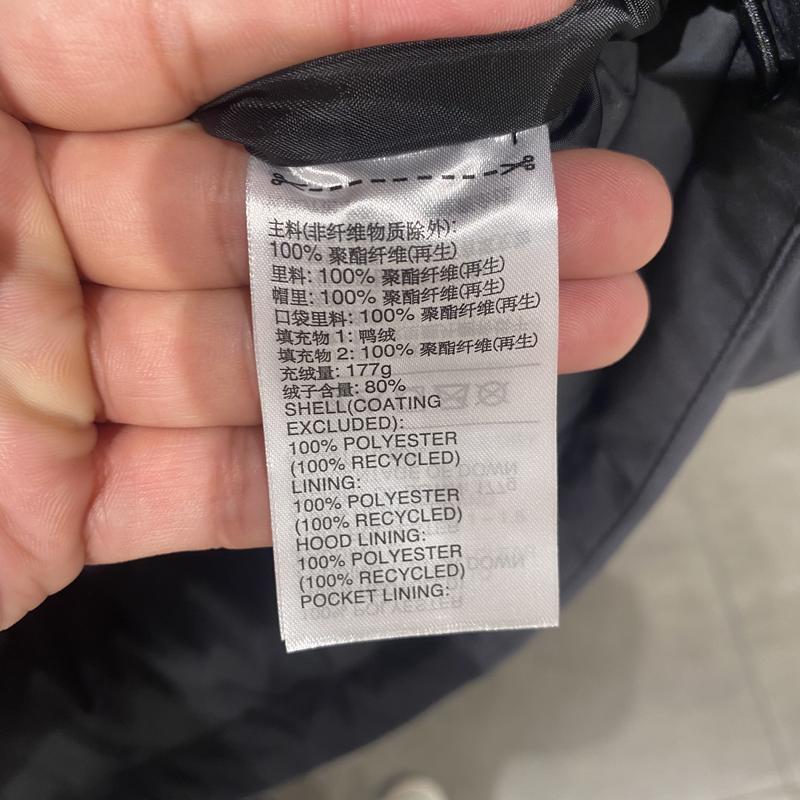 主料(非纤维物质除外):
100% 聚酯纤维(再生)
里料: 100% 聚酯纤维(再生)
帽里: 100% 聚酯纤维(再生)
口袋里料: 100% 聚酯纤维(再生)
填充物 1: 鸭绒
填充物 2: 100% 聚酯纤维(再生)
充绒量: 177g
绒子含量: 80%
SHELL(COATING
EXCLUDED):
100% POLYESTER
(100% RECYCLED)
LINING:
100% POLYESTER
(100% RECYCLED)
HOOD LINING:
100% POLYESTER
(100% RECYCLED)
POCKET LINING: